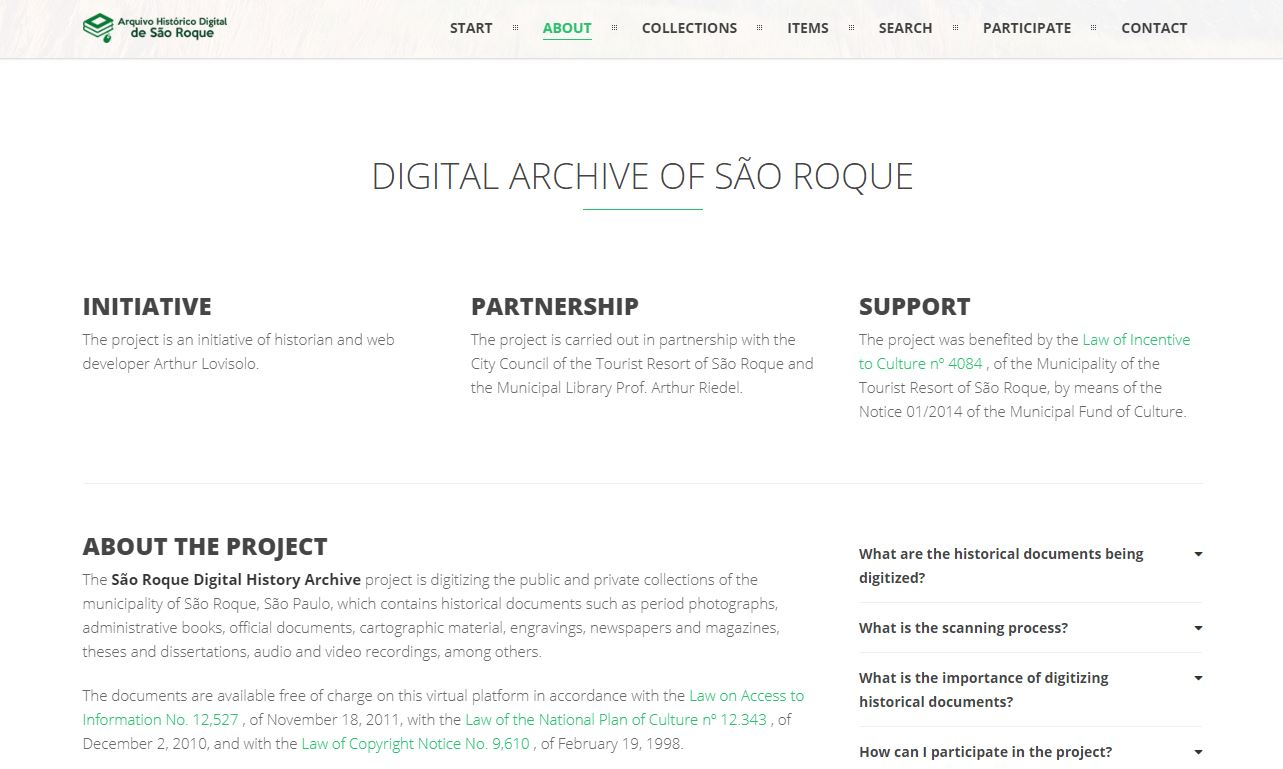 Arquivo Histórico Digital
de São Roque
START ABOUT COLLECTIONS ITEMS SEARCH PARTICIPATE CONTACT
DIGITAL ARCHIVE OF SÃO ROQUE
INITIATIVE
The project is an initiative of historian and web
developer Arthur Lovisolo.
PARTNERSHIP
The project is carried out in partnership with the
City Council of the Tourist Resort of São Roque and
the Municipal Library Prof. Arthur Riedel.
SUPPORT
The project was benefited by the Law of Incentive
to Culture nº 4084 , of the Municipality of the
Tourist Resort of São Roque, by means of the
Notice 01/2014 of the Municipal Fund of Culture.
ABOUT THE PROJECT
The São Roque Digital History Archive project is digitizing the public and private collections of the
municipality of São Roque, São Paulo, which contains historical documents such as period photographs,
administrative books, official documents, cartographic material, engravings, newspapers and magazines,
theses and dissertations, audio and video recordings, among others.
The documents are available free of charge on this virtual platform in accordance with the Law on Access to
Information No. 12,527 , of November 18, 2011, with the Law of the National Plan of Culture nº 12.343 , of
December 2, 2010, and with the Law of Copyright Notice No. 9,610 , of February 19, 1998.
What are the historical documents being
digitized?
What is the scanning process?
What is the importance of digitizing
historical documents?
How can I participate in the project?